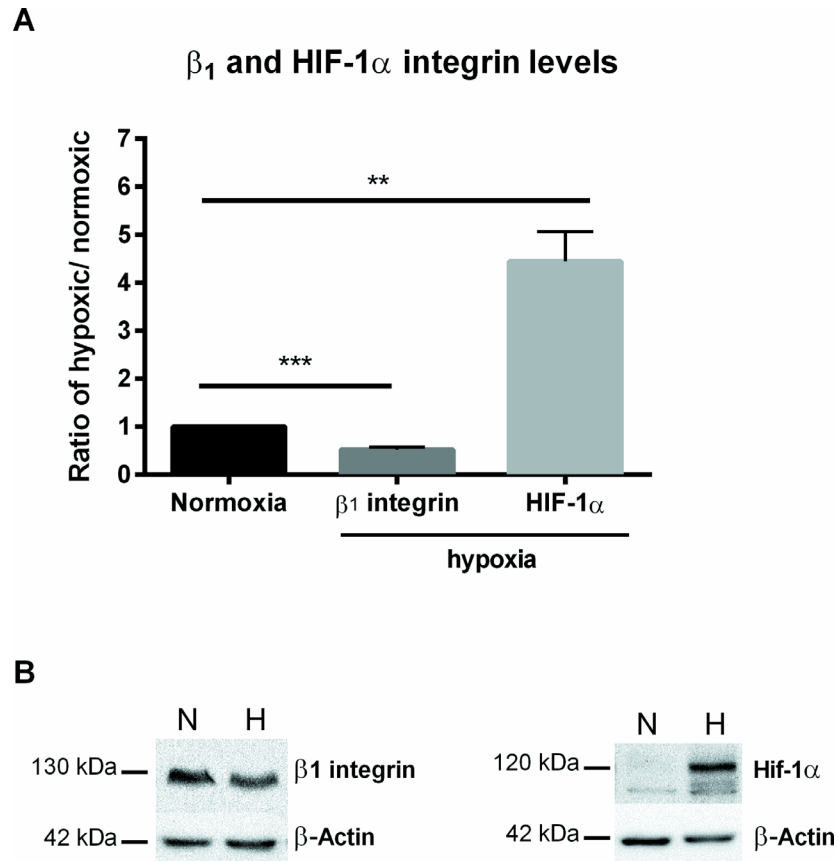 A
β1 and HIF-1α integrin levels
Ratio of hypoxic/ normoxic
7
6
5
4
3
2
1
0
**
***
Normoxia
β1 integrin
HIF-1α
hypoxia
B
N H
130 kDa
β1 integrin
42 kDa
β-Actin
N H
120 kDa
Hif-1α
42 kDa
β-Actin